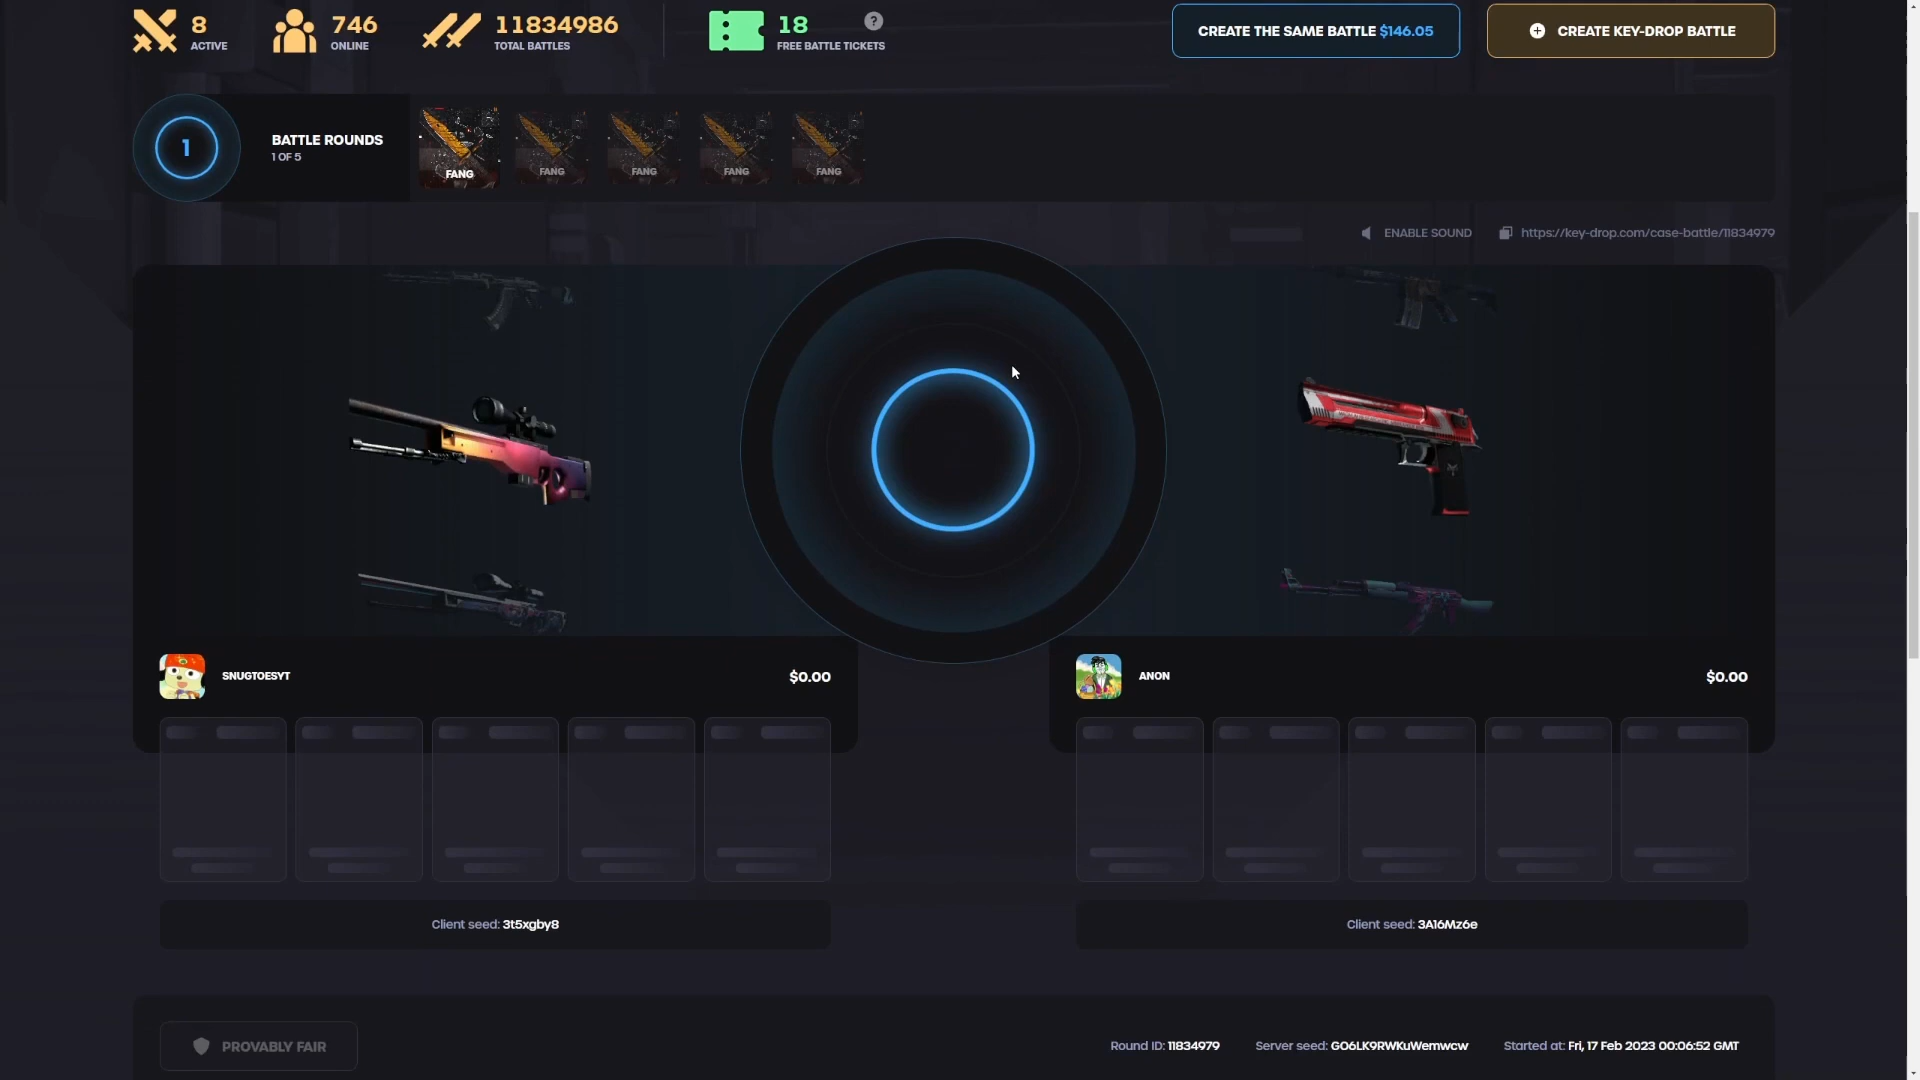 8
ACTIVE
746
ONLINE
11834986
TOTAL BATTLES
18
FREE BATTLE TICKETS
?
CREATE THE SAME BATTLE $146.05
CREATE KEY-DROP BATTLE
1
BATTLE ROUNDS
1 OF 5
FANG
FANG
FANG
FANG
FANG
ENABLE SOUND
https://key-drop.com/case-battle/11834979
SNUGTOESYT
$0.00
ANON
$0.00
Client seed: 3t5xgby8
Client seed: 3A16Mz6e
PROVABLY FAIR
Round ID: 11834979
Server seed: GO6LK9RWKuWemwcw
Started at: Fri, 17 Feb 2023 00:06:52 GMT